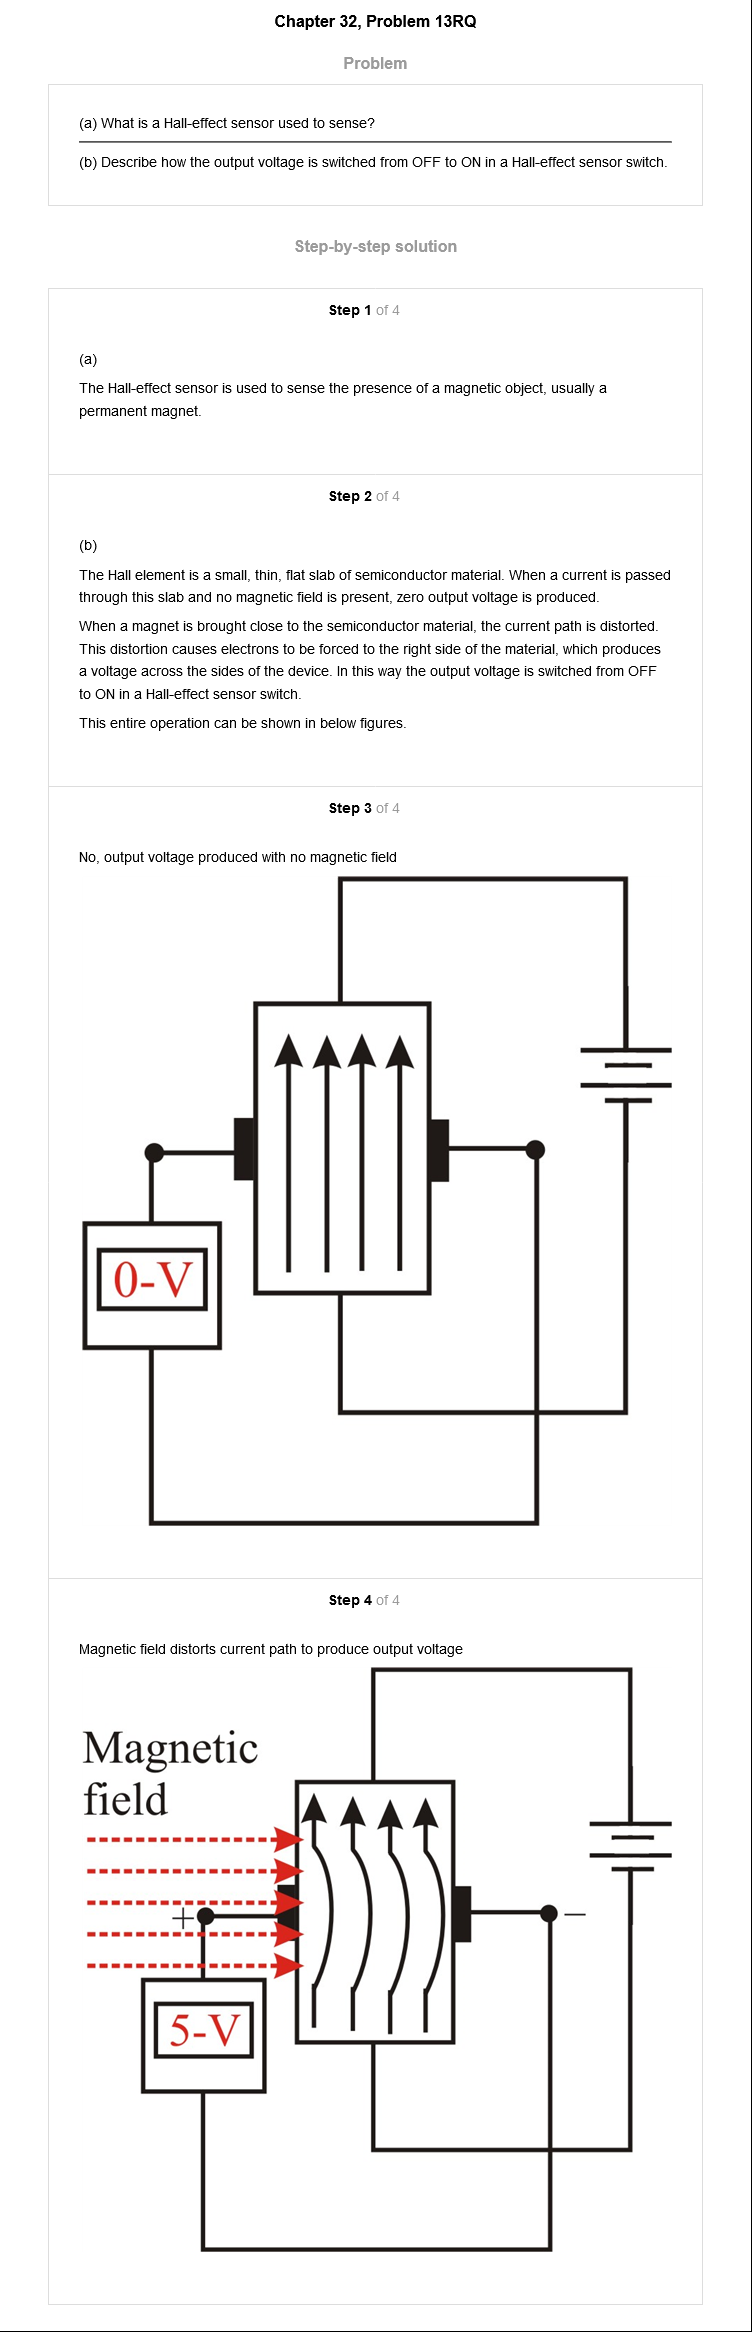 Chapter 32, Problem 13RQ
Problem
(a) What is a Hall-effect sensor used to sense?
(b) Describe how the output voltage is switched from OFF to ON in a Hall-effect sensor switch.
Step-by-step solution
Step 1 of 4
(a)
The Hall-effect sensor is used to sense the presence of a magnetic object, usually a
permanent magnet.
Step 2 of 4
(b)
The Hall element is a small, thin, flat slab of semiconductor material. When a current is passed
through this slab and no magnetic field is present, zero output voltage is produced.
When a magnet is brought close to the semiconductor material, the current path is distorted.
This distortion causes electrons to be forced to the right side of the material, which produces
a voltage across the sides of the device. In this way the output voltage is switched from OFF
to ON in a Hall-effect sensor switch.
This entire operation can be shown in below figures.
Step 3 of 4
No, output voltage produced with no magnetic field
0-V
Step 4 of 4
Magnetic field distorts current path to produce output voltage
Magnetic
field
+ −
5-V